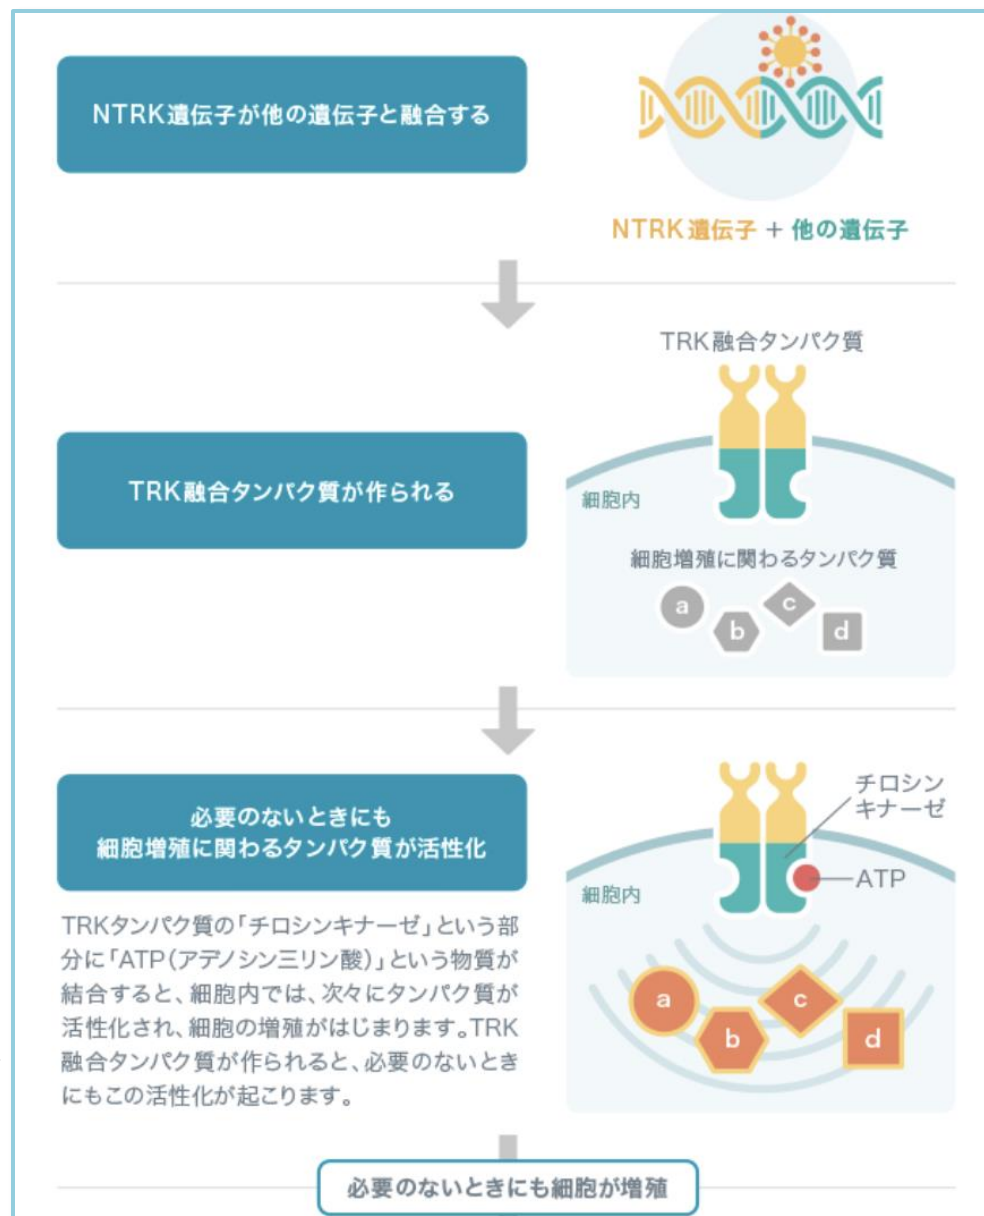 NTRK遺伝子が他の遺伝子と融合する
NTRK遺伝子 + 他の遺伝子
TRK融合タンパク質が作られる
TRK融合タンパク質
細胞内
細胞増殖に関わるタンパク質
a
b
c
d
必要のないときにも
細胞増殖に関わるタンパク質が活性化
TRKタンパク質の「チロシンキナーゼ」という部
分に「ATP(アデノシン三リン酸)」という物質が
結合すると、細胞内では、次々にタンパク質が
活性化され、細胞の増殖がはじまります。TRK
融合タンパク質が作られると、必要のないとき
にもこの活性化が起こります。
チロシン
キナーゼ
ATP
細胞内
a
b
c
d
必要のないときにも細胞が増殖